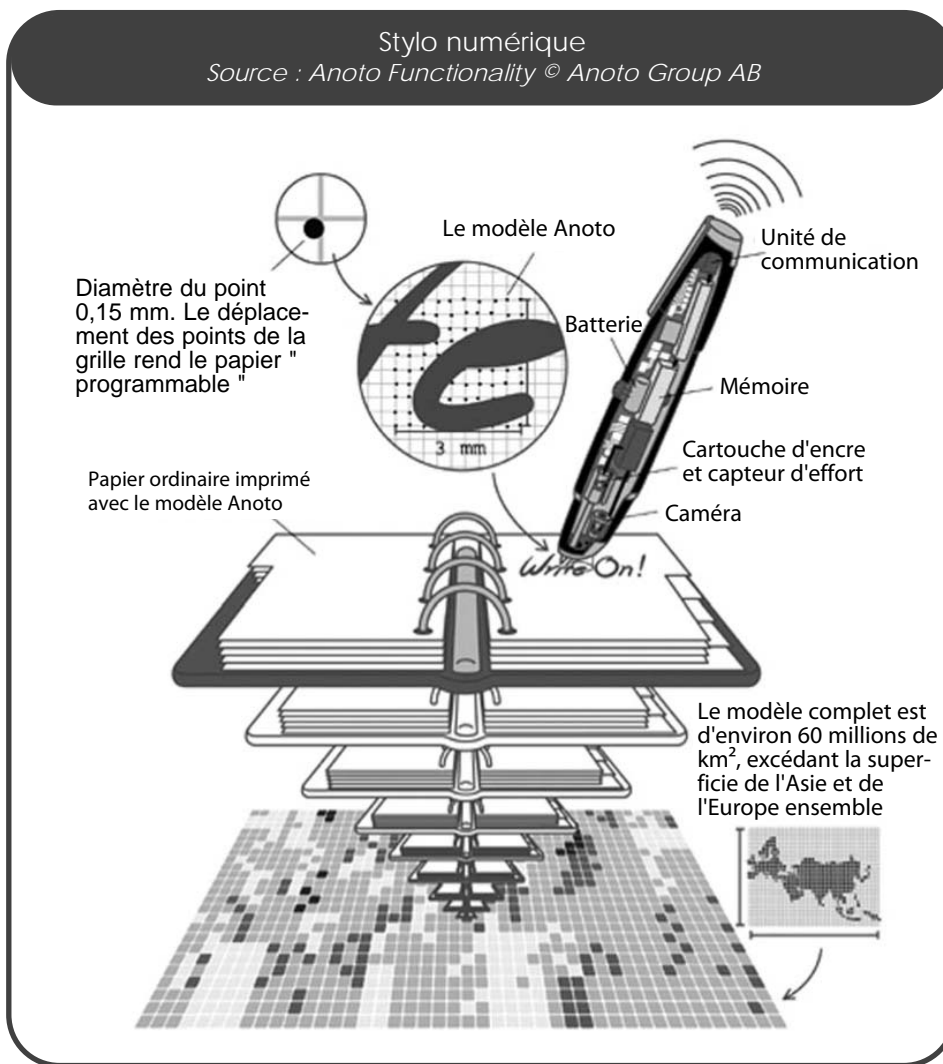 Stylo numérique
Source : Anoto Functionality © Anoto Group AB
Le modèle Anoto
Unité de
communication
Diamètre du point
0,15 mm. Le déplace-
ment des points de la
grille rend le papier "
programmable "
Batterie
Mémoire
3 mm
Cartouche d'encre
et capteur d'effort
Papier ordinaire imprimé
avec le modèle Anoto
Caméra
Write On!
Le modèle complet est
d'environ 60 millions de
km², excédant la super-
ficie de l'Asie et de
l'Europe ensemble